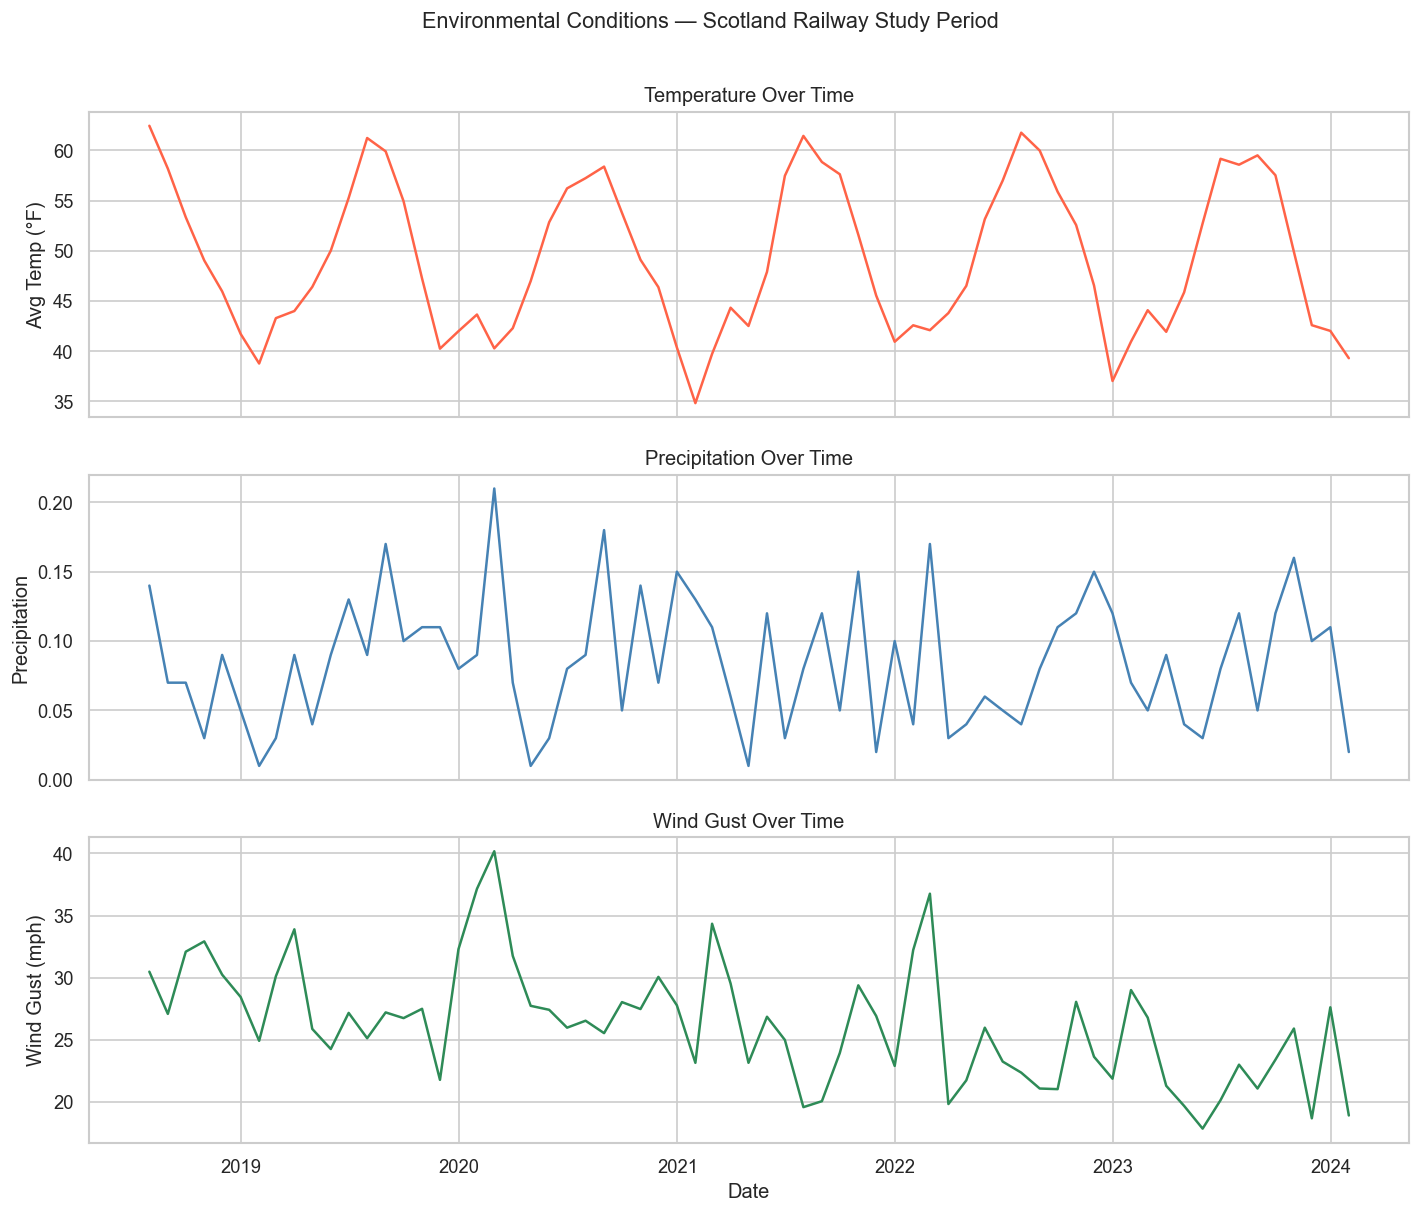 Environmental Conditions — Scotland Railway Study Period
Temperature Over Time
Avg Temp (°F)
60
55
50
45
40
35
Precipitation Over Time
Precipitation
0.20
0.15
0.10
0.05
0.00
Wind Gust Over Time
Wind Gust (mph)
40
35
30
25
20
2019 2020 2021 2022 2023 2024
Date